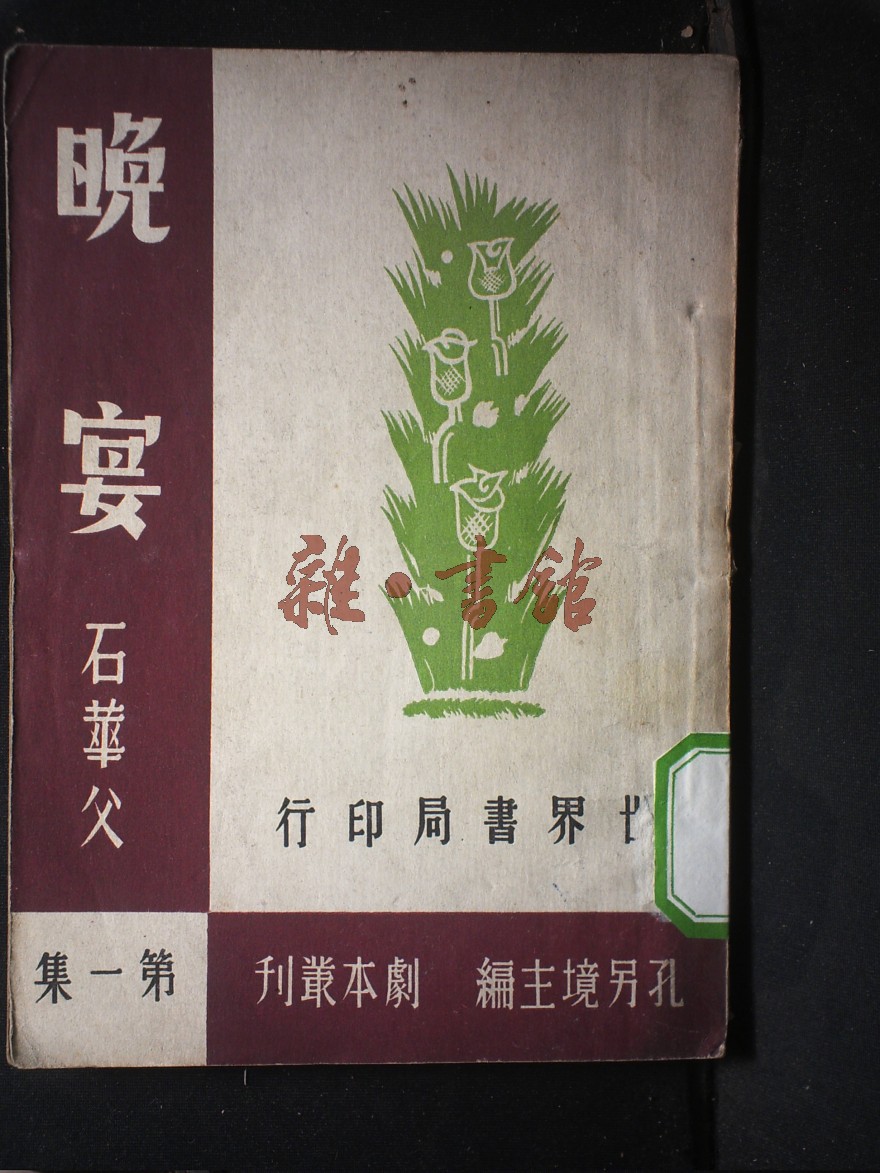 晚宴
石華父
雜·書館
世界書局印行
孔另境主編 劇本叢刊
第一集